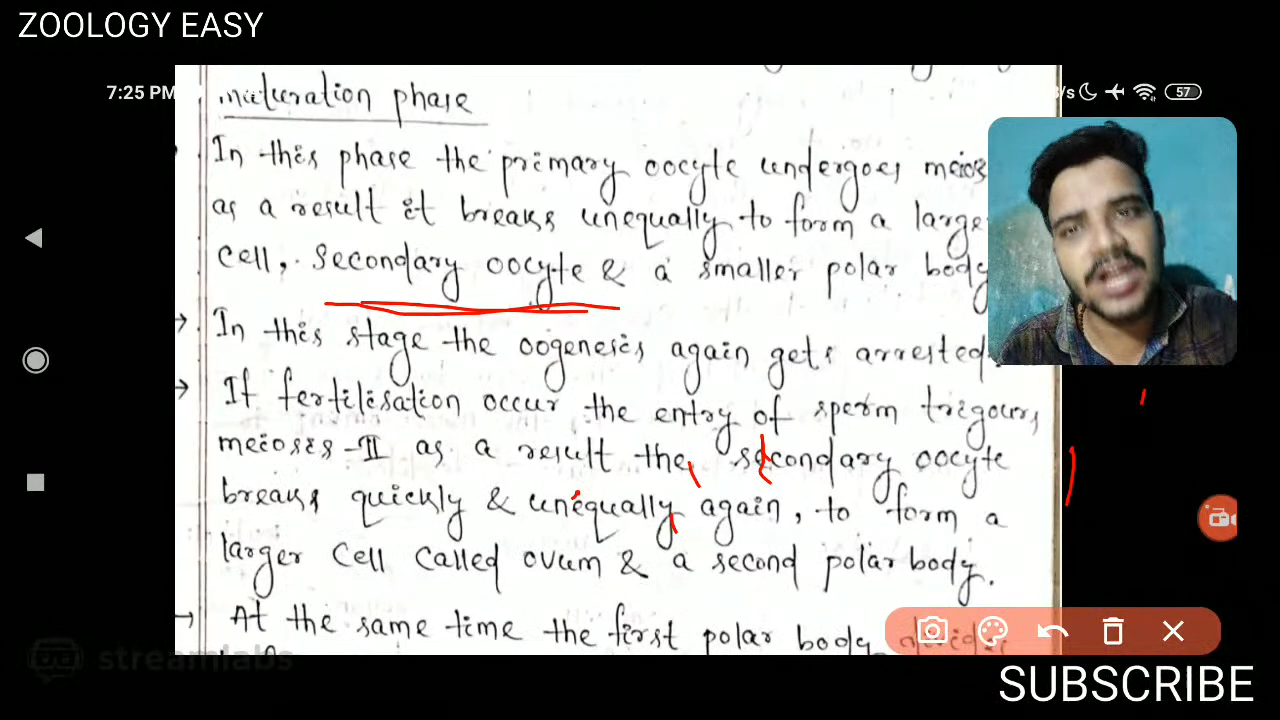 ZOOLOGY EASY
7:25 PM
/s
57
maturation phase
In this phase the primary oocyte undergoes
as a result it breaks unequally to form a large
cell, secondary oocyte & a smaller polar body
→ In this stage the oogenesis again gets arrested.
→ If fertilisation occur the entry of sperm trigours
meiosis-II as a result the secondary oocyte
breaks quickly & unequally again, to form a
larger cell called ovum & a second polar body.
→ At the same time the first polar body
streamlabs
SUBSCRIBE